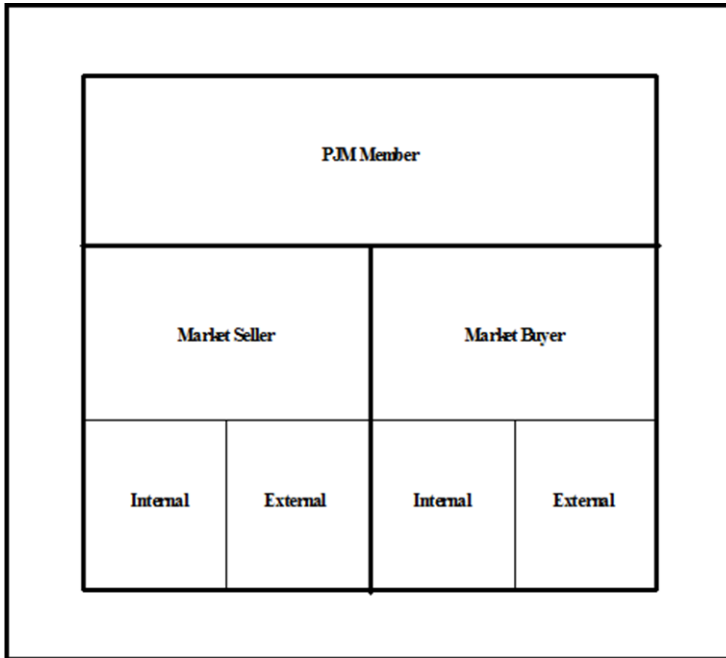 PJM Member
Market Seller
Market Buyer
Internal
External
Internal
External